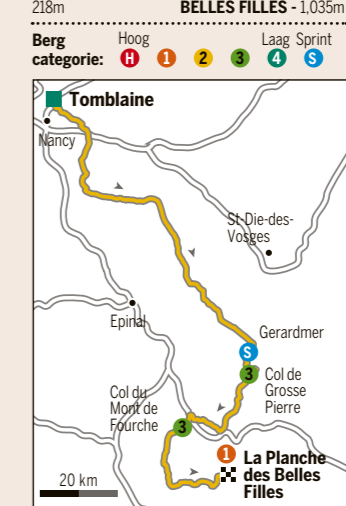 218m BELLES FILLES - 1,035m
Berg
categorie:
Hoog Laag Sprint
H 1 2 3 4 S
Tomblaine
Nancy
St-Die-des-
Vosges
Epinal
Gerardmer
S
3
Col de
Grosse
Pierre
Col du
Mont de
Fourche
3
1
La Planche
des Belles
Filles
20 km